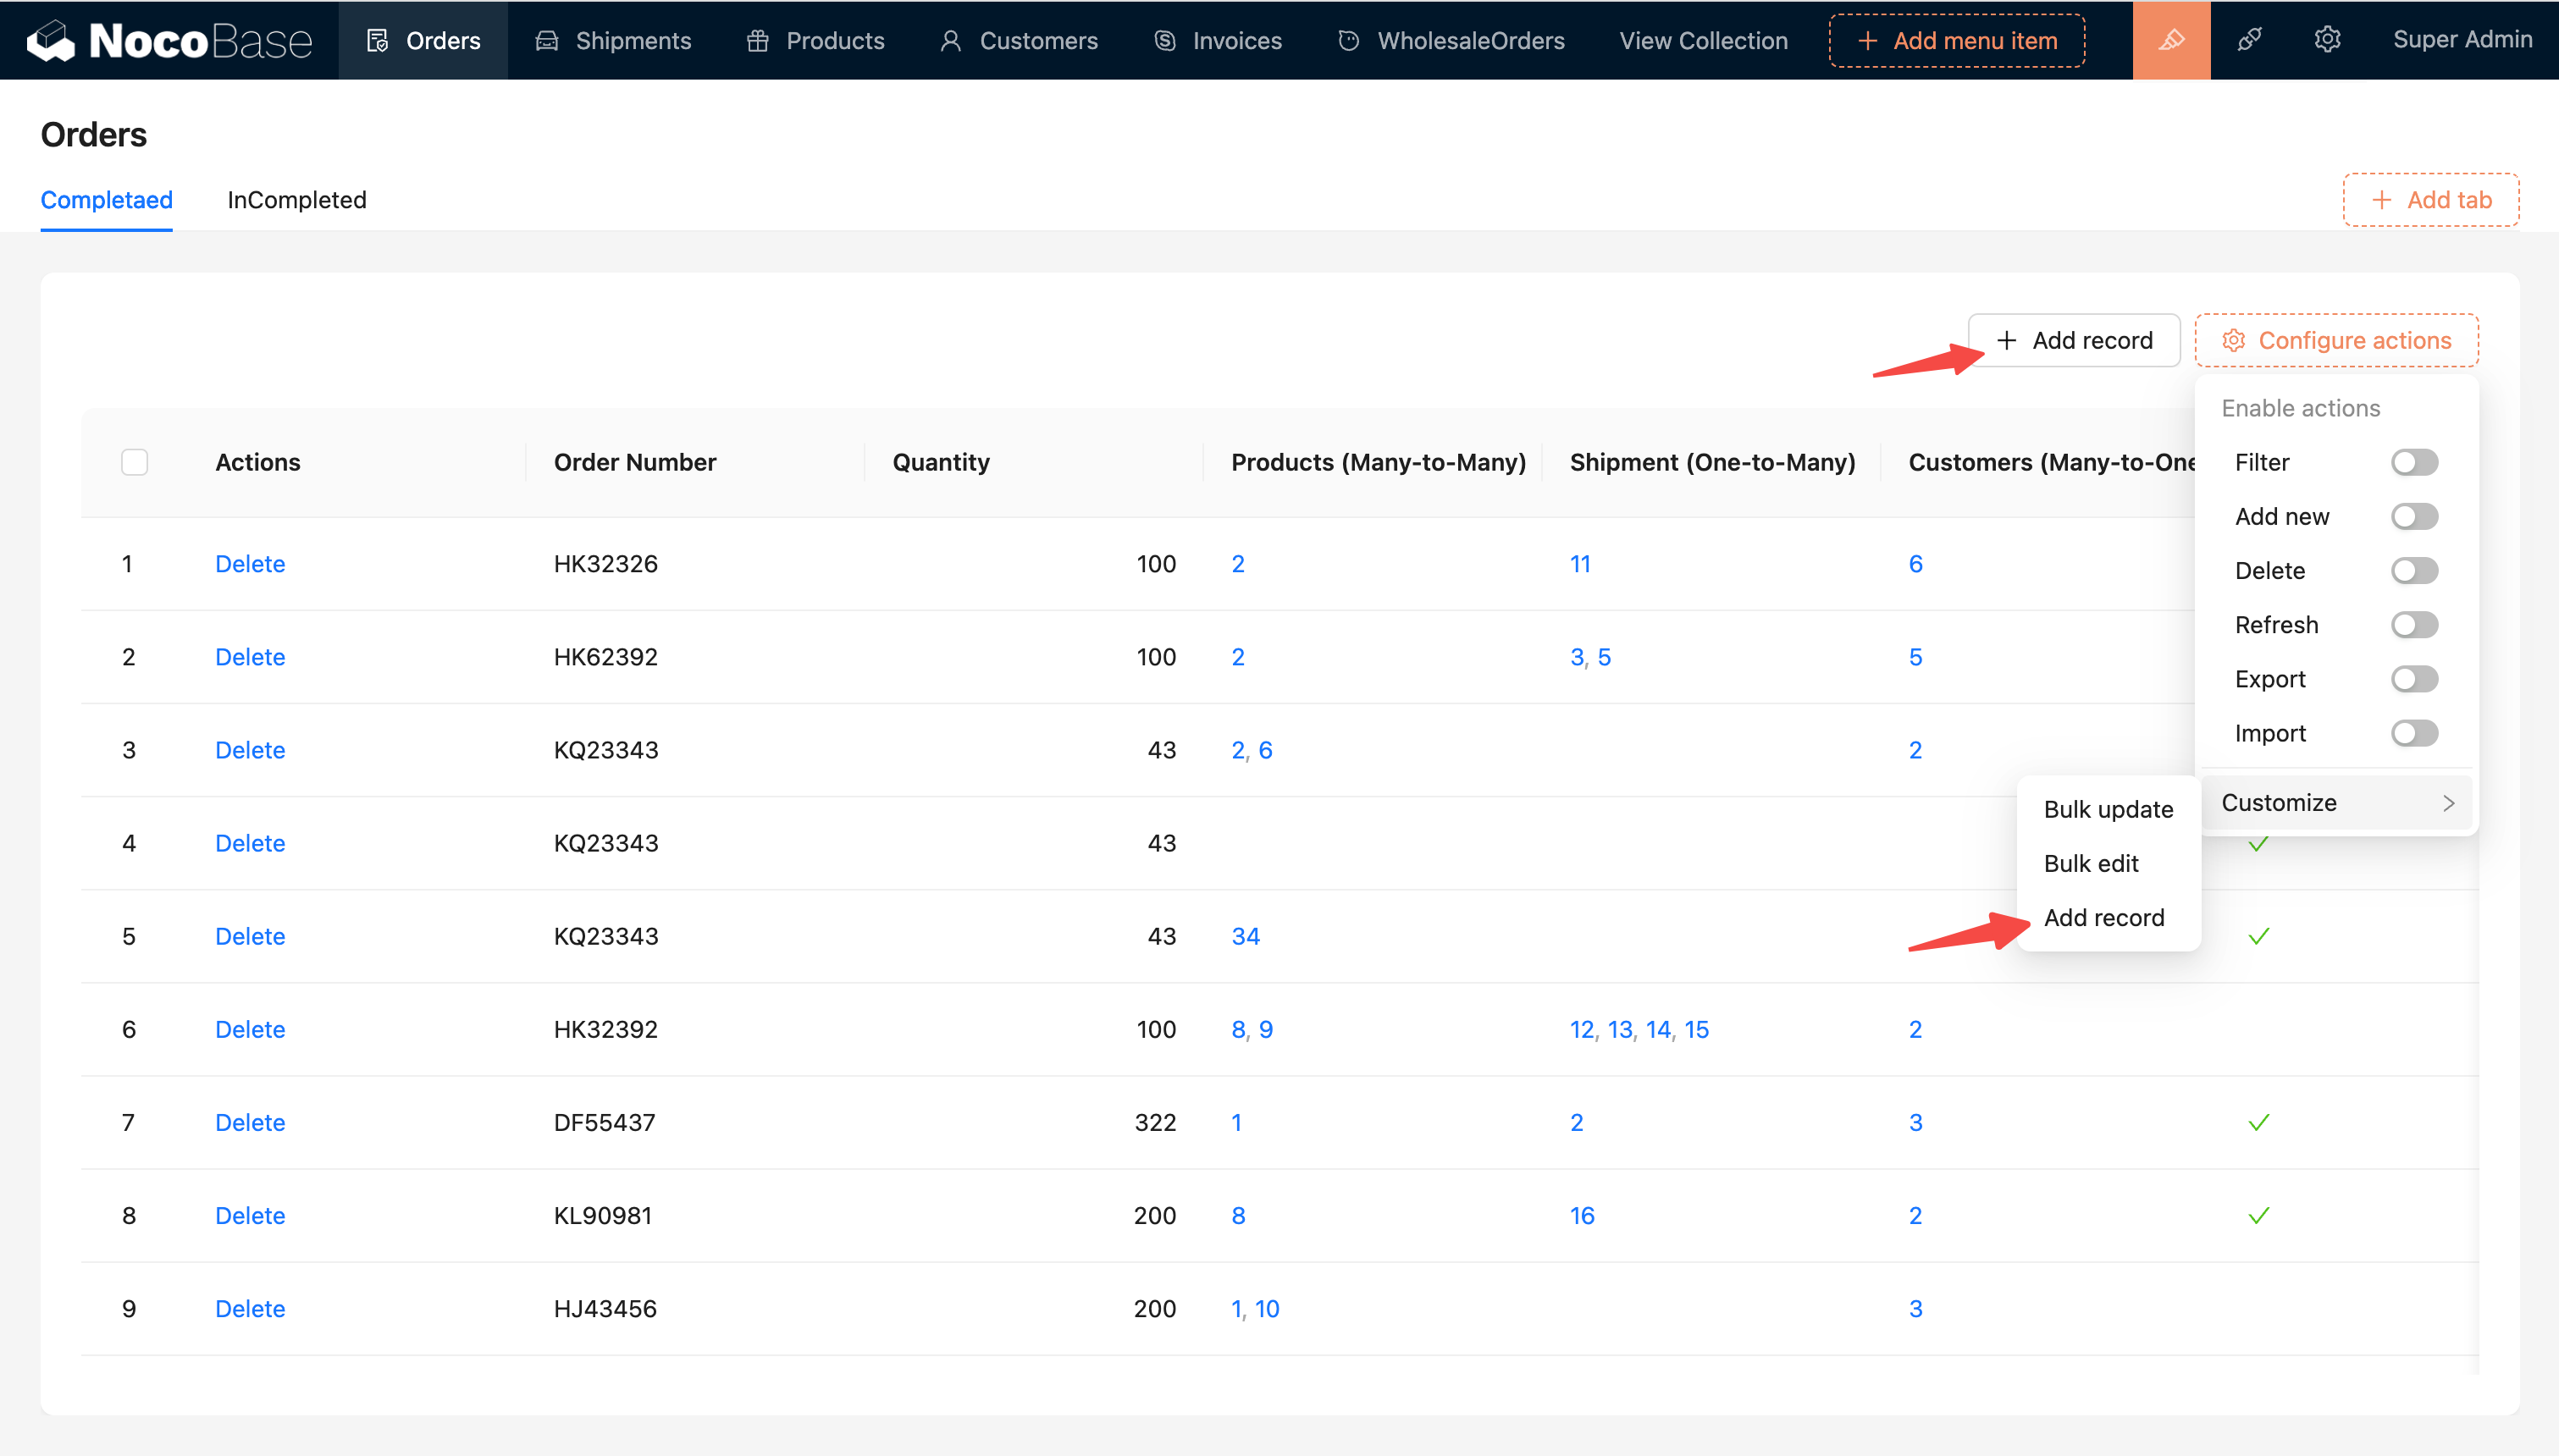 NocoBase Orders Shipments Products Customers Invoices WholesaleOrders View Collection + Add menu item Super Admin
Orders
Completaed InCompleted + Add tab
+ Add record Configure actions
Enable actions
Actions Order Number Quantity Products (Many-to-Many) Shipment (One-to-Many) Customers (Many-to-One Filter
Add new
1 Delete HK32326 100 2 11 6 Delete
Refresh
2 Delete HK62392 100 2 3, 5 5 Export
3 Delete KQ23343 43 2, 6 2 Import
Bulk update Customize >
4 Delete KQ23343 43
Bulk edit
Add record
5 Delete KQ23343 43 34
6 Delete HK32392 100 8, 9 12, 13, 14, 15 2
7 Delete DF55437 322 1 2 3
8 Delete KL90981 200 8 16 2
9 Delete HJ43456 200 1, 10 3